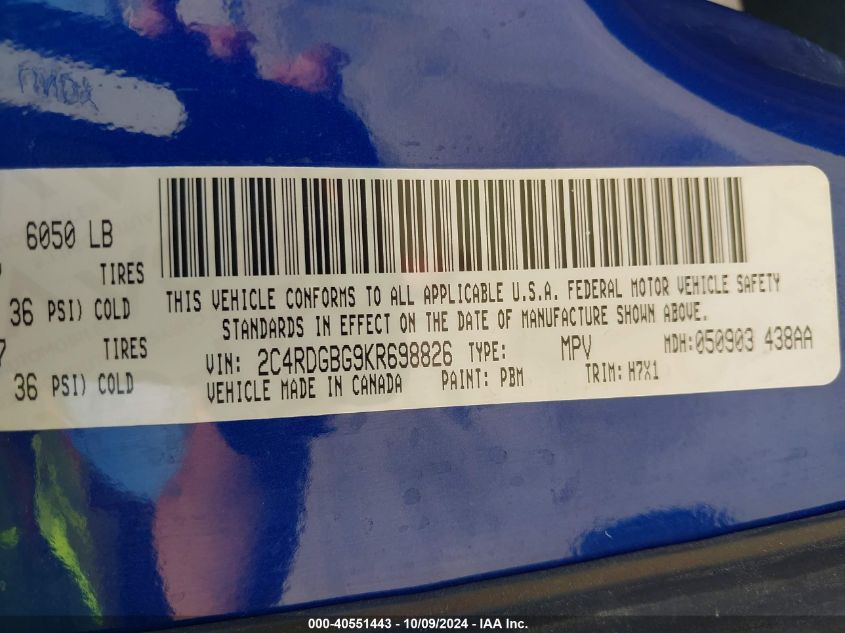 6050 LB
TIRES
36 PSI) COLD
TIRES
36 PSI) COLD
THIS VEHICLE CONFORMS TO ALL APPLICABLE U.S.A. FEDERAL MOTOR VEHICLE SAFETY
STANDARDS IN EFFECT ON THE DATE OF MANUFACTURE SHOWN ABOVE.
VIN: 2C4RDGBG9KR698826 TYPE: MPV MDH:050903 438AA
VEHICLE MADE IN CANADA PAINT: PBM TRIM: H7X1
000-40551443 - 10/09/2024 - IAA Inc.